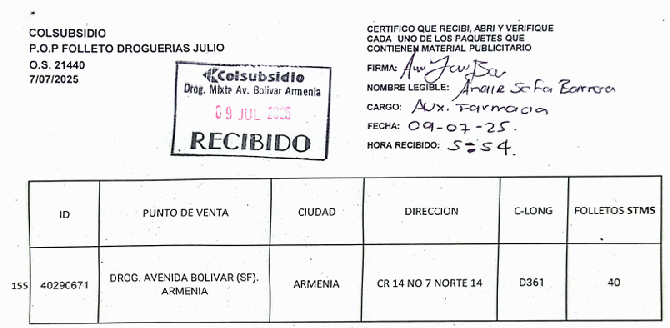 COLSUBSIDIO
P.O.P FOLLETO DROGUERIAS JULIO
O.S. 21440
7/07/2025
Colsubsidio
Drog. Mixta Av. Bolivar Armenia
09 JUL 2025
RECIBIDO
CERTIFICO QUE RECIBI, ABRI Y VERIFIQUE
CADA UNO DE LOS PAQUETES QUE
CONTIENEN MATERIAL PUBLICITARIO
FIRMA:
NOMBRE LEGIBLE: Sofa Barrera
CARGO: Aux. Farmacia
FECHA: 09-07-25.
HORA RECIBIDO: 5:54.
ID PUNTO DE VENTA CIUDAD DIRECCION C-LONG FOLLETOS STMS
155 40290671 DROG. AVENIDA BOLIVAR (SF). ARMENIA CR 14 NO 7 NORTE 14 D361 40
ARMENIA